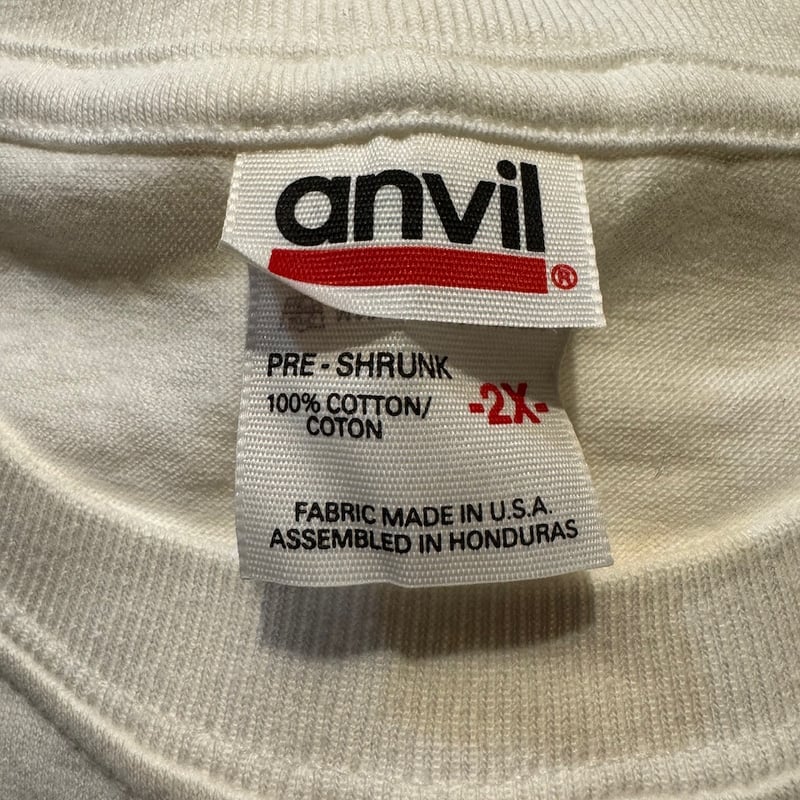 anvil
®
PRE - SHRUNK
100% COTTON/
COTON
-2X-
FABRIC MADE IN U.S.A.
ASSEMBLED IN HONDURAS